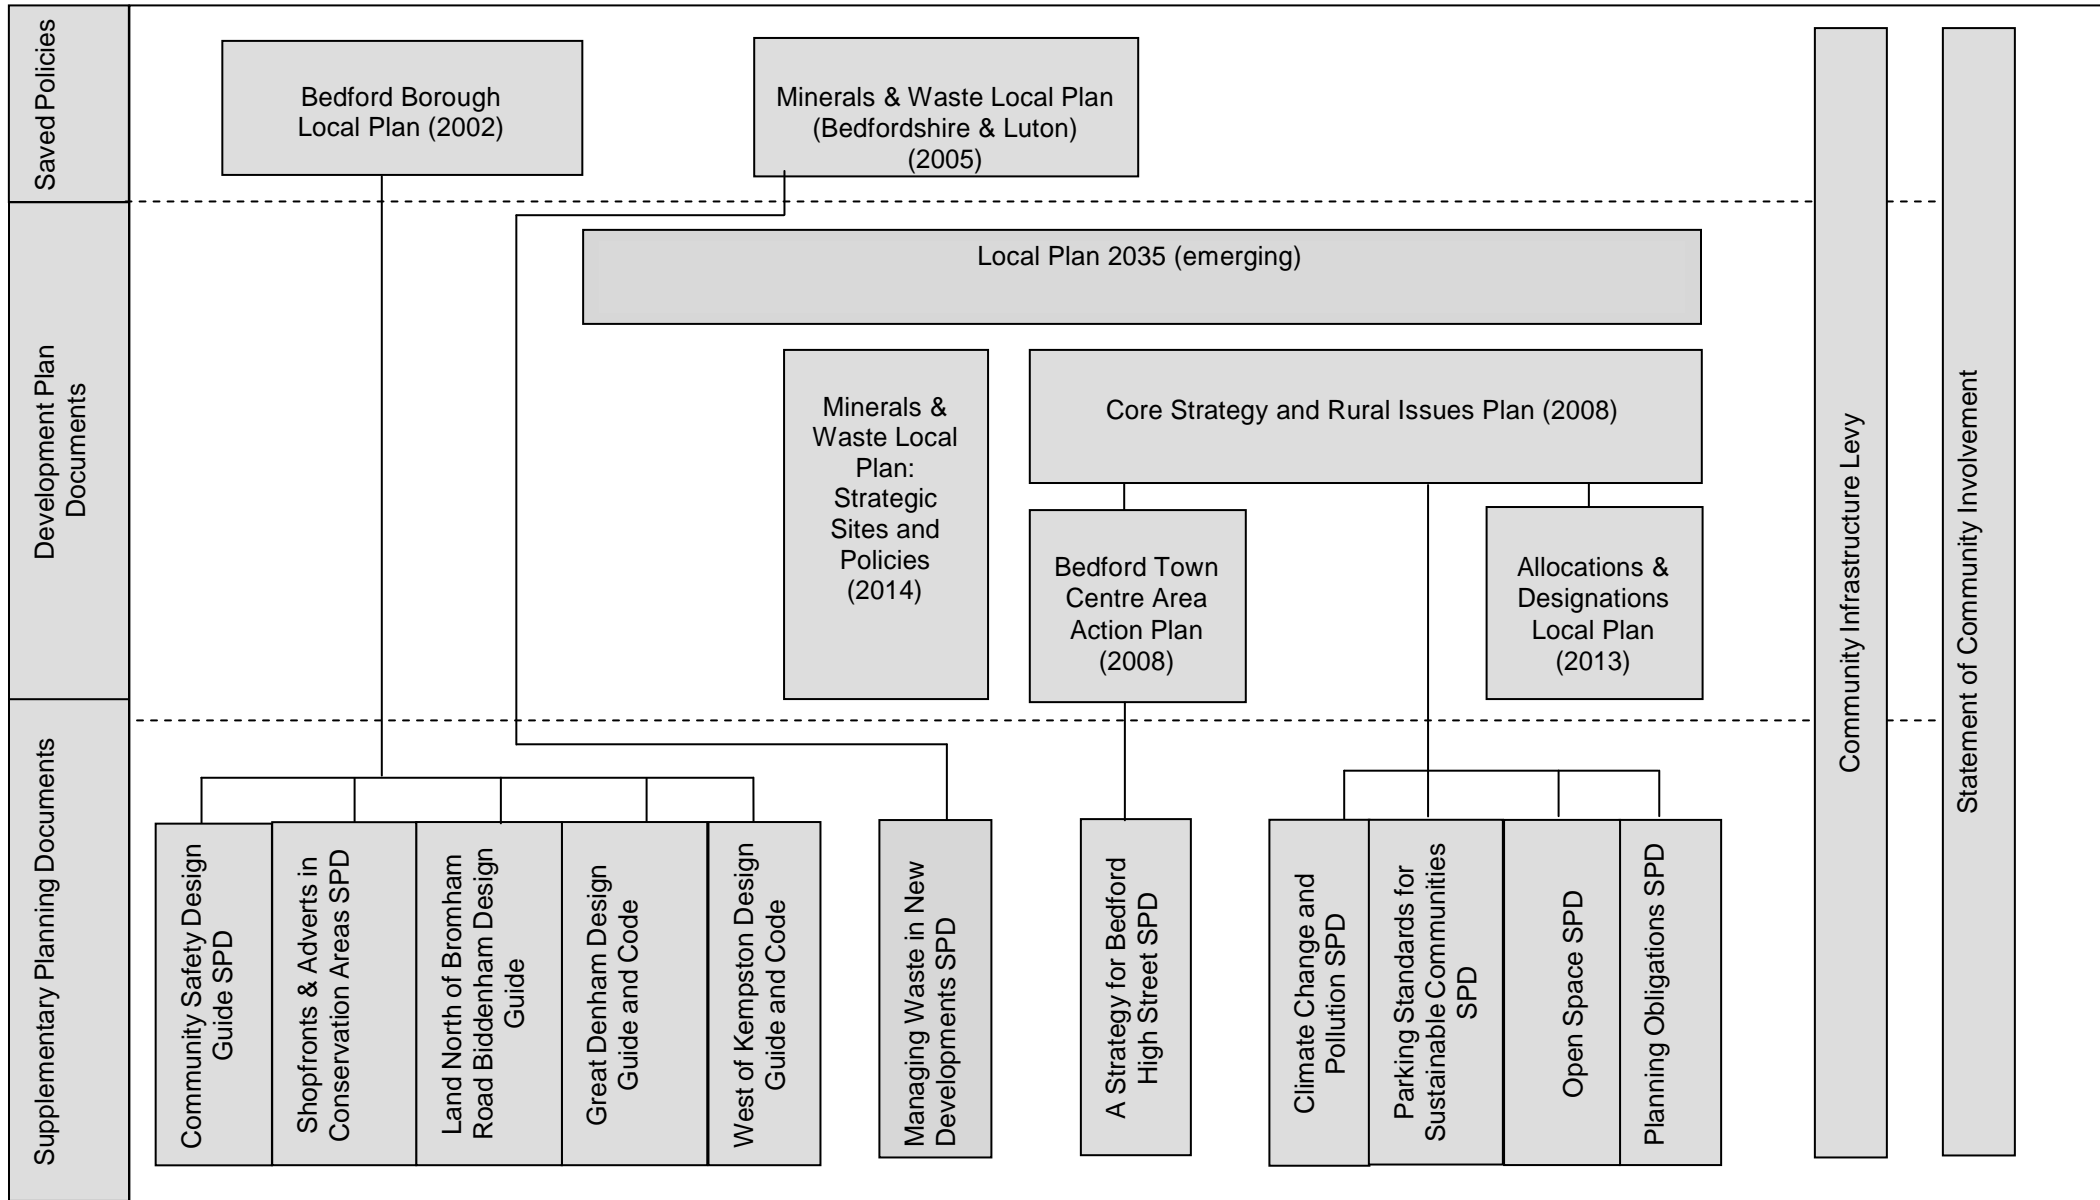 Saved Policies
Bedford Borough
Local Plan (2002)
Minerals & Waste Local Plan
(Bedfordshire & Luton)
(2005)
Development Plan
Documents
Local Plan 2035 (emerging)
Minerals &
Waste Local
Plan:
Strategic
Sites and
Policies
(2014)
Core Strategy and Rural Issues Plan (2008)
Bedford Town
Centre Area
Action Plan
(2008)
Allocations &
Designations
Local Plan
(2013)
Supplementary Planning Documents
Community Safety Design
Guide SPD
Shopfronts & Adverts in
Conservation Areas SPD
Land North of Bromham
Road Biddenham Design
Guide
Great Denham Design
Guide and Code
West of Kempston Design
Guide and Code
Managing Waste in New
Developments SPD
A Strategy for Bedford
High Street SPD
Climate Change and
Pollution SPD
Parking Standards for
Sustainable Communities
SPD
Open Space SPD
Planning Obligations SPD
Community Infrastructure Levy
Statement of Community Involvement